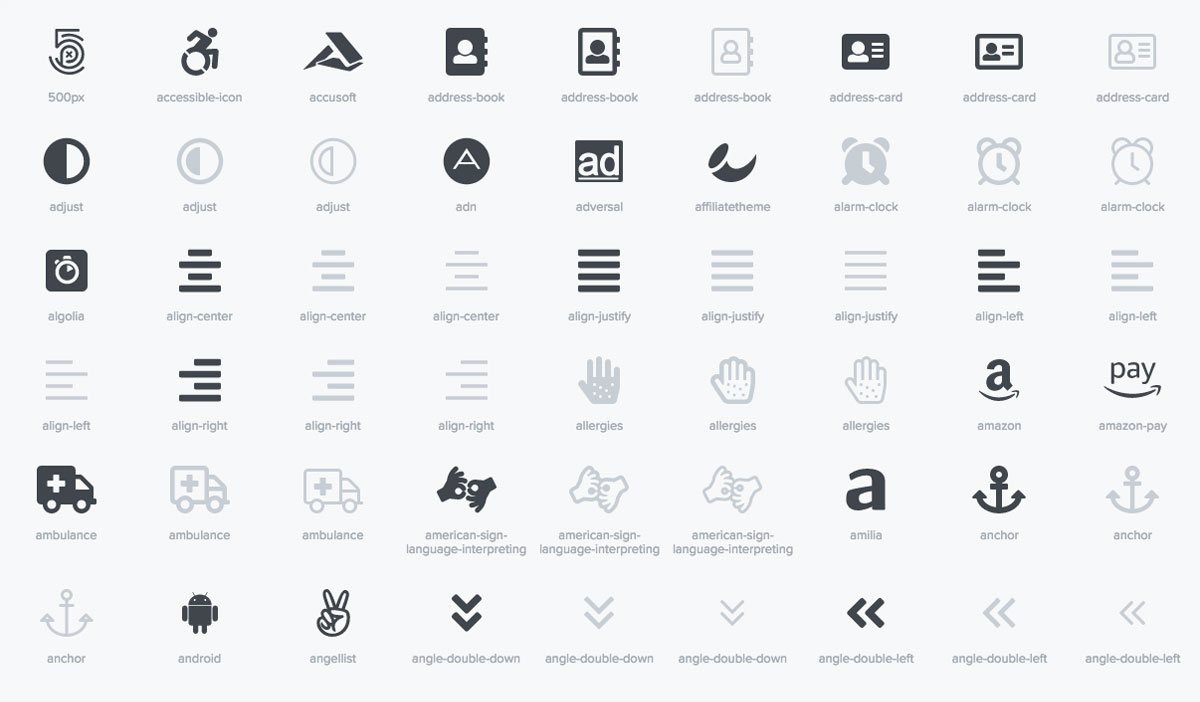 500px
accessible-icon
accusoft
address-book
address-book
address-book
address-card
address-card
address-card
ad
adjust
adjust
adjust
adn
adversal
affiliatetheme
alarm-clock
alarm-clock
alarm-clock
algolia
align-center
align-center
align-center
align-justify
align-justify
align-justify
align-left
align-left
a
pay
align-left
align-right
align-right
align-right
allergies
allergies
allergies
amazon
amazon-pay
a
ambulance
ambulance
ambulance
american-sign-
language-interpreting
american-sign-
language-interpreting
american-sign-
language-interpreting
amilia
anchor
anchor
anchor
android
angellist
angle-double-down
angle-double-down
angle-double-down
angle-double-left
angle-double-left
angle-double-left